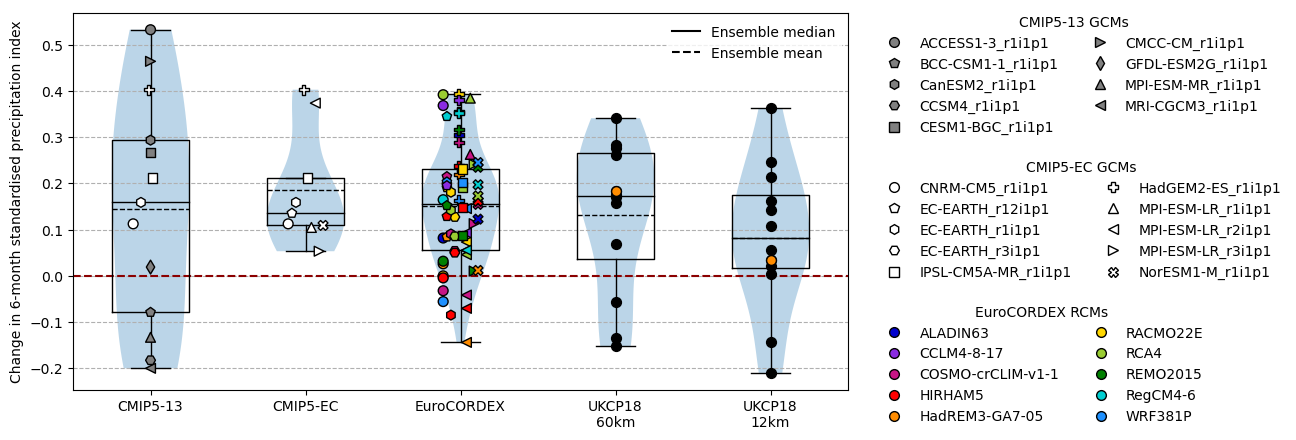 Change in 6-month standardised precipitation index
0.5
0.4
0.3
0.2
0.1
0.0
−0.1
−0.2
CMIP5-13
CMIP5-EC
EuroCORDEX
UKCP18
60km
UKCP18
12km
Ensemble median
Ensemble mean
CMIP5-13 GCMs
ACCESS1-3_r1i1p1
BCC-CSM1-1_r1i1p1
CanESM2_r1i1p1
CCSM4_r1i1p1
CESM1-BGC_r1i1p1
CMCC-CM_r1i1p1
GFDL-ESM2G_r1i1p1
MPI-ESM-MR_r1i1p1
MRI-CGCM3_r1i1p1
CMIP5-EC GCMs
CNRM-CM5_r1i1p1
EC-EARTH_r12i1p1
EC-EARTH_r1i1p1
EC-EARTH_r3i1p1
IPSL-CM5A-MR_r1i1p1
HadGEM2-ES_r1i1p1
MPI-ESM-LR_r1i1p1
MPI-ESM-LR_r2i1p1
MPI-ESM-LR_r3i1p1
NorESM1-M_r1i1p1
EuroCORDEX RCMs
ALADIN63
CCLM4-8-17
COSMO-crCLIM-v1-1
HIRHAM5
HadREM3-GA7-05
RACMO22E
RCA4
REMO2015
RegCM4-6
WRF381P